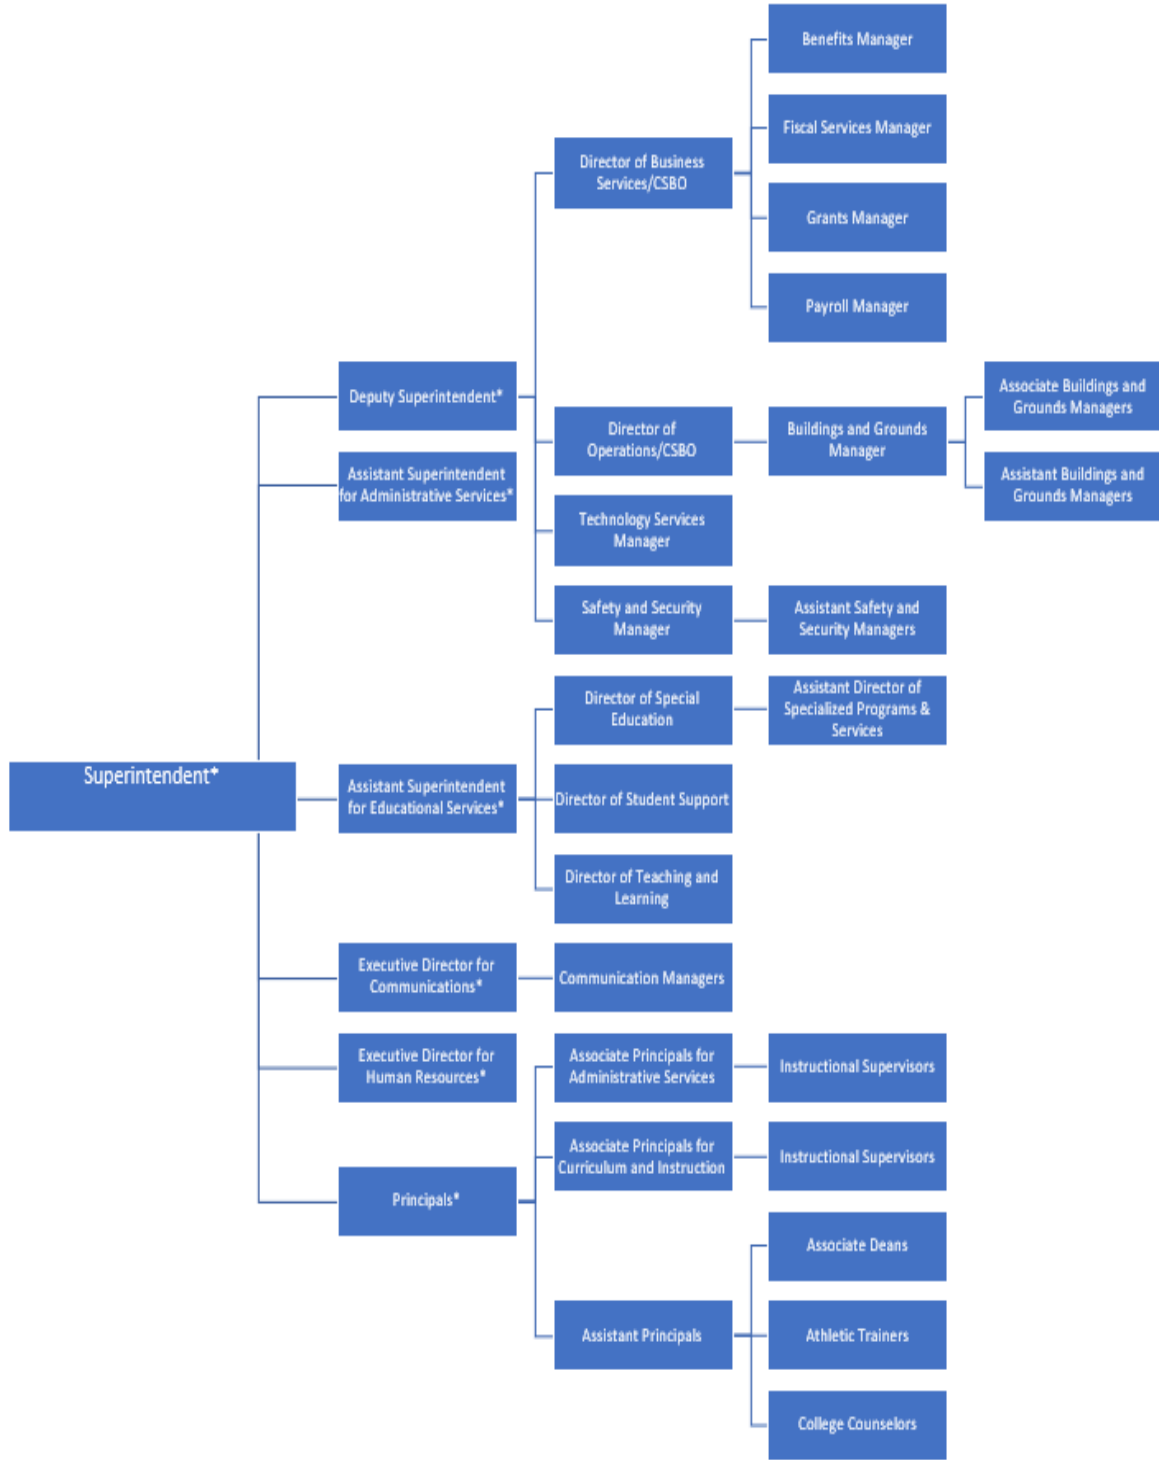 Benefits Manager
Fiscal Services Manager
Director of Business
Services/CSBO
Grants Manager
Payroll Manager
Deputy Superintendent*
Associate Buildings and
Grounds Managers
Director of
Operations/CSBO
Buildings and Grounds
Manager
Assistant Superintendent
for Administrative Services*
Assistant Buildings and
Grounds Managers
Technology Services
Manager
Safety and Security
Manager
Assistant Safety and
Security Managers
Director of Special
Education
Assistant Director of
Specialized Programs &
Services
Superintendent*
Assistant Superintendent
for Educational Services*
Director of Student Support
Director of Teaching and
Learning
Executive Director for
Communications*
Communication Managers
Executive Director for
Human Resources*
Associate Principals for
Administrative Services
Instructional Supervisors
Associate Principals for
Curriculum and Instruction
Instructional Supervisors
Principals*
Associate Deans
Assistant Principals
Athletic Trainers
College Counselors